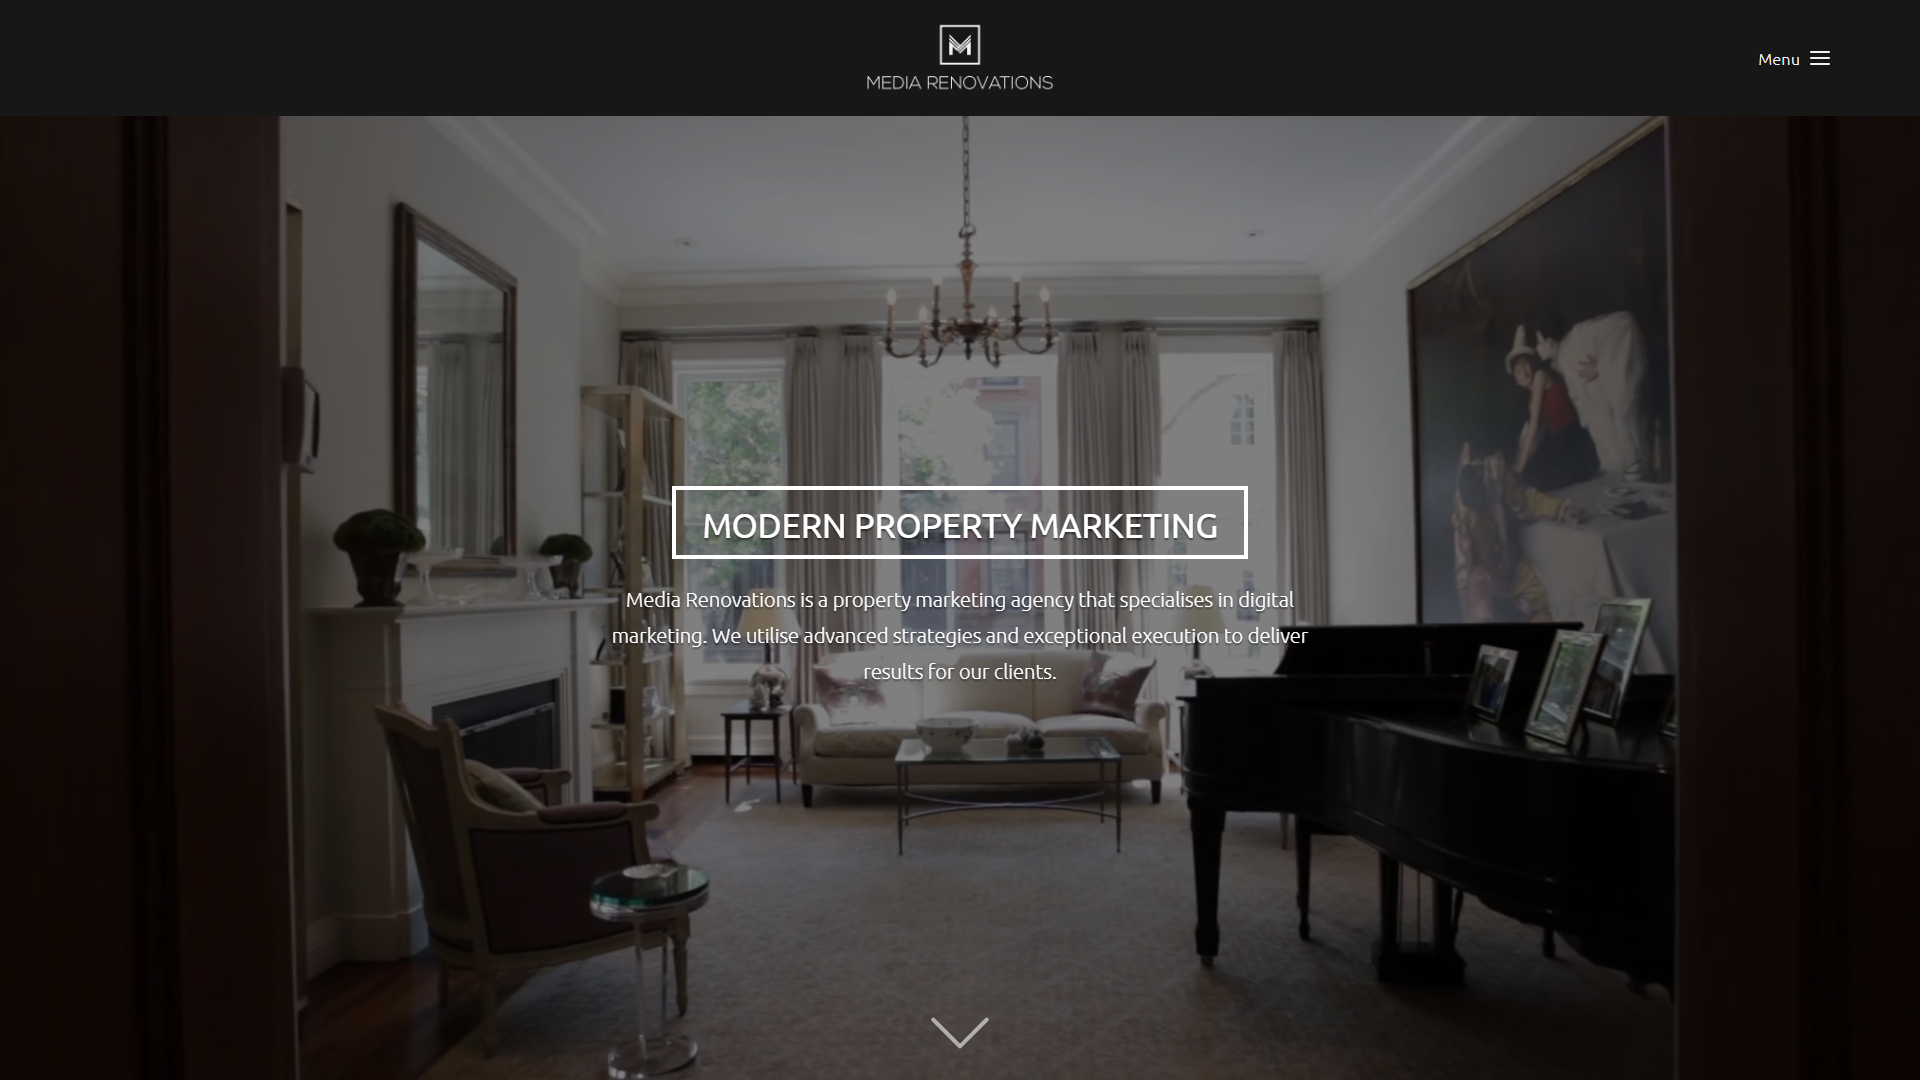 MEDIA RENOVATIONS
Menu
MODERN PROPERTY MARKETING
Media Renovations is a property marketing agency that specialises in digital
marketing. We utilise advanced strategies and exceptional execution to deliver
results for our clients.